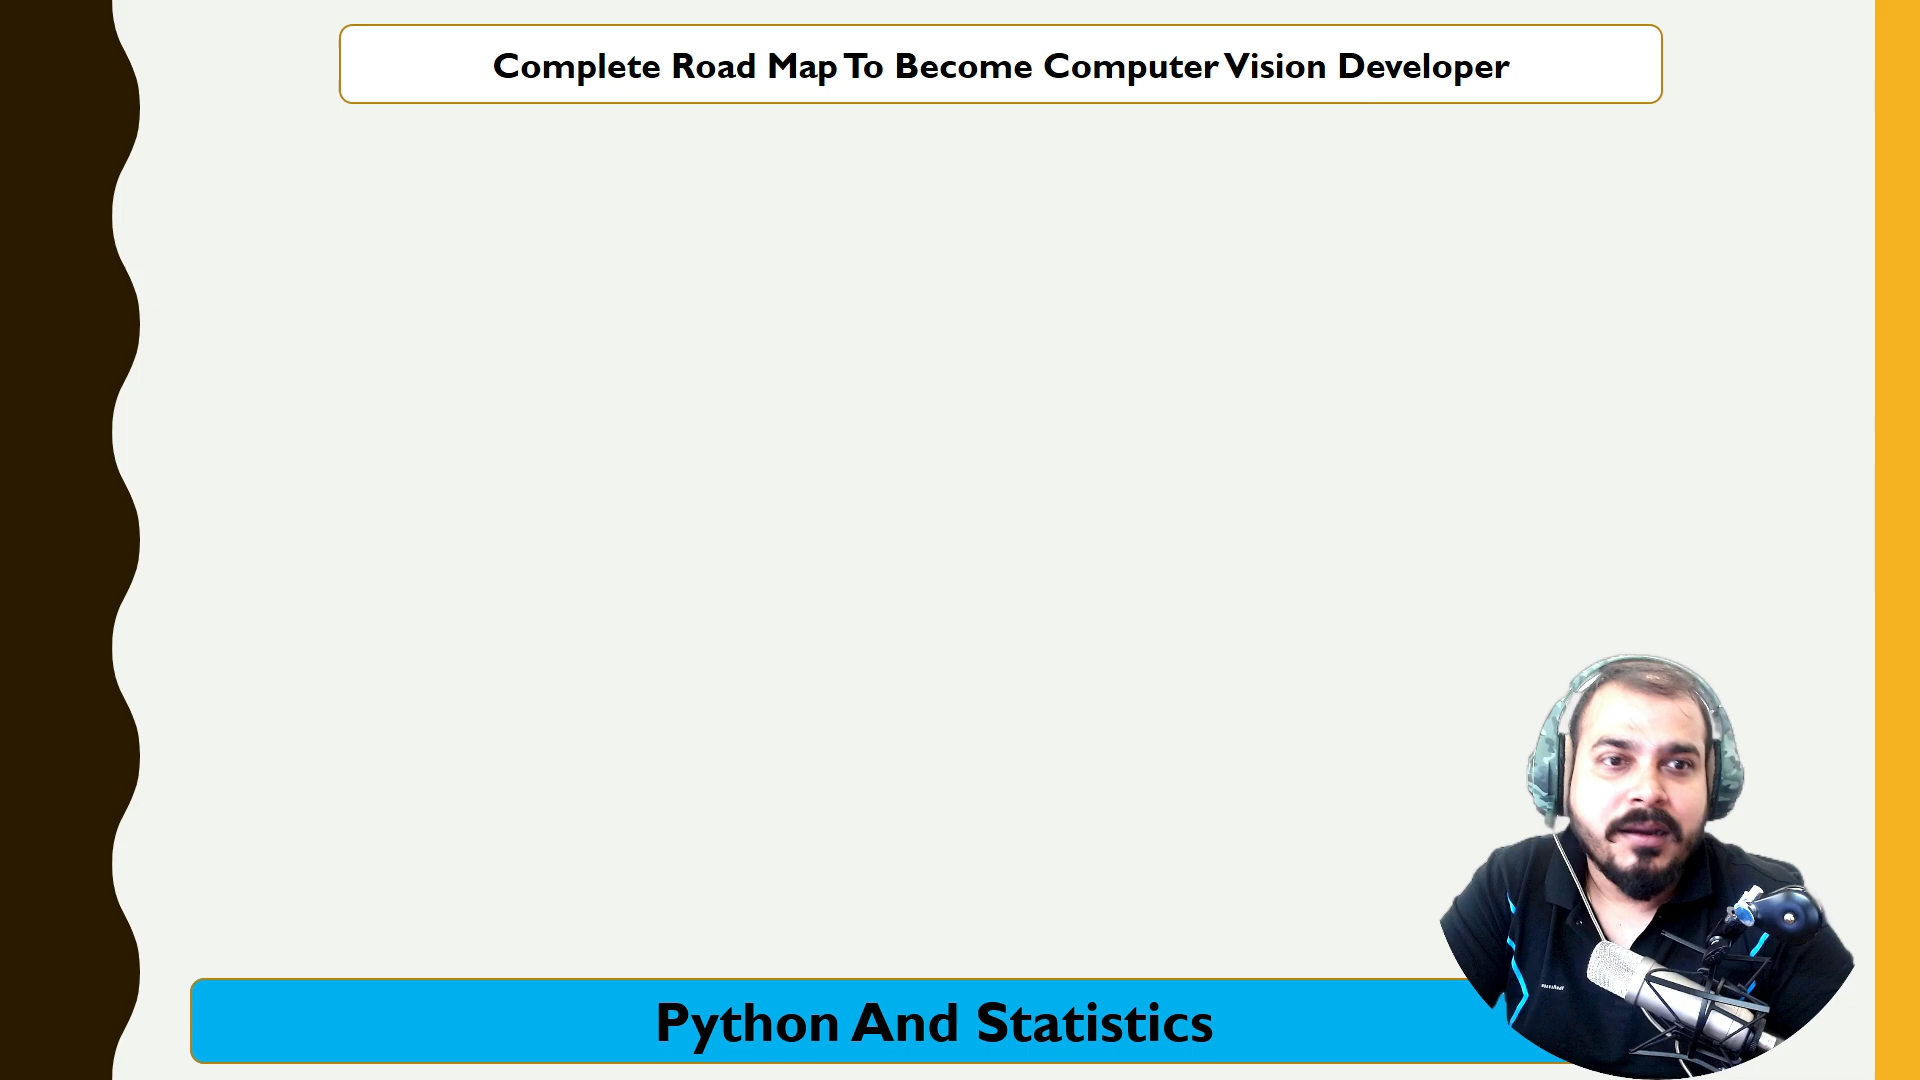 Complete Road Map To Become Computer Vision Developer
Python And Statistics